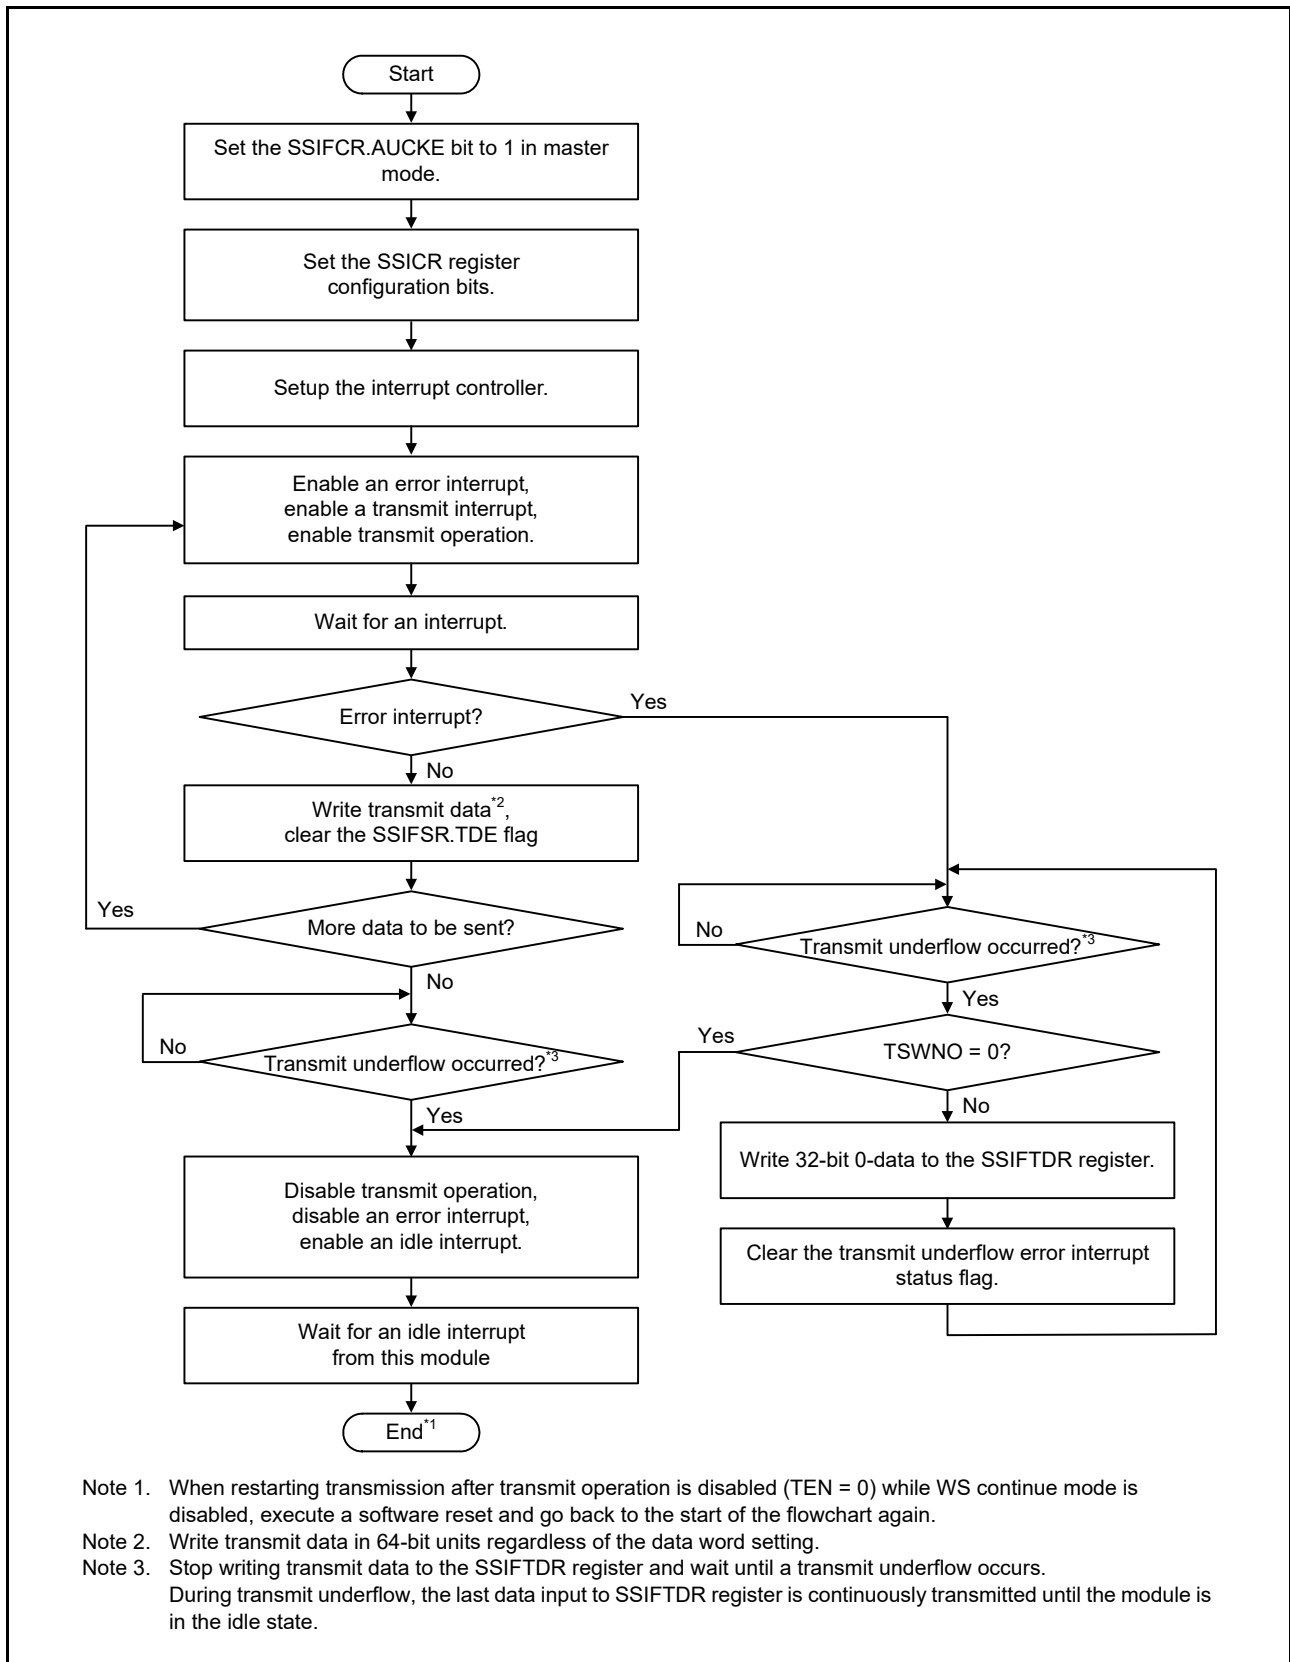 Start
Set the SSIFCR.AUCKE bit to 1 in master
mode.
Set the SSICR register
configuration bits.
Setup the interrupt controller.
Enable an error interrupt,
enable a transmit interrupt,
enable transmit operation.
Wait for an interrupt.
Error interrupt?
Yes
No
Write transmit data*2,
clear the SSIFSR.TDE flag
More data to be sent?
Yes
No
Transmit underflow occurred?*3
No
Yes
Transmit underflow occurred?*3
No
Yes
TSWNO = 0?
Yes
No
Write 32-bit 0-data to the SSIFTDR register.
Clear the transmit underflow error interrupt
status flag.
Disable transmit operation,
disable an error interrupt,
enable an idle interrupt.
Wait for an idle interrupt
from this module
End*1
Note 1. When restarting transmission after transmit operation is disabled (TEN = 0) while WS continue mode is
disabled, execute a software reset and go back to the start of the flowchart again.
Note 2. Write transmit data in 64-bit units regardless of the data word setting.
Note 3. Stop writing transmit data to the SSIFTDR register and wait until a transmit underflow occurs.
During transmit underflow, the last data input to SSIFTDR register is continuously transmitted until the module is
in the idle state.